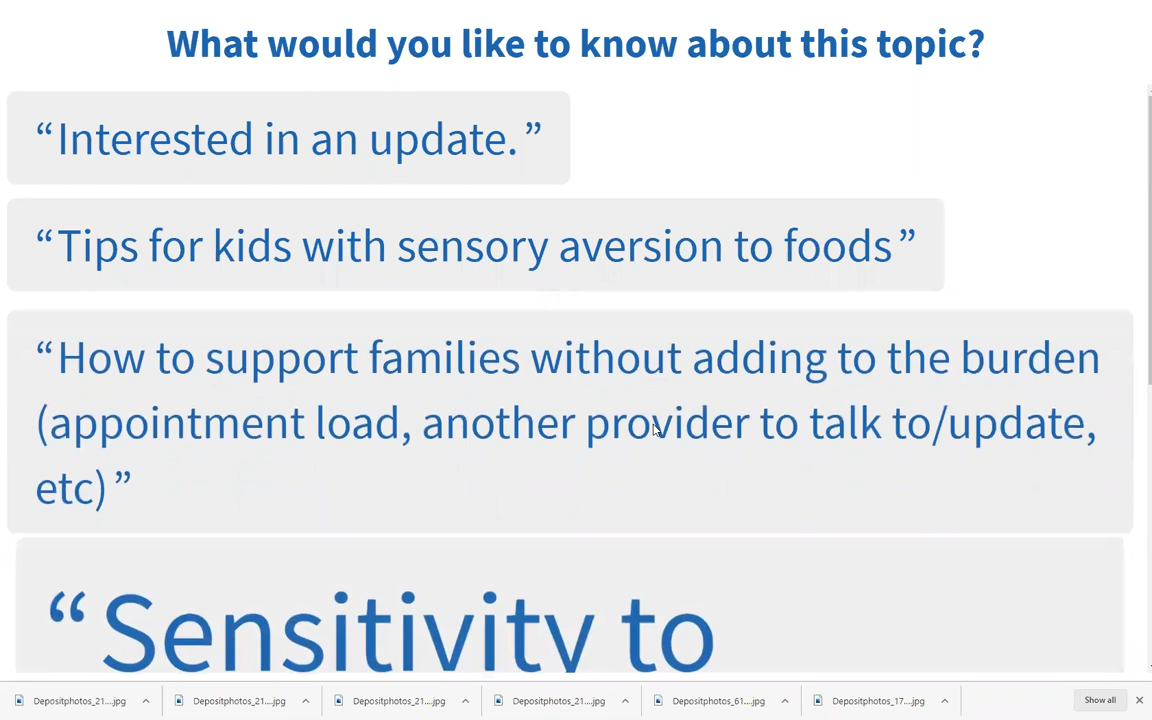 What would you like to know about this topic?
“Interested in an update.”
“Tips for kids with sensory aversion to foods”
“How to support families without adding to the burden
(appointment load, another provider to talk to/update,
etc)”
“Sensitivity to
Depositphotos_21....jpg Depositphotos_21....jpg Depositphotos_21....jpg Depositphotos_21....jpg Depositphotos_61....jpg Depositphotos_17....jpg Show all